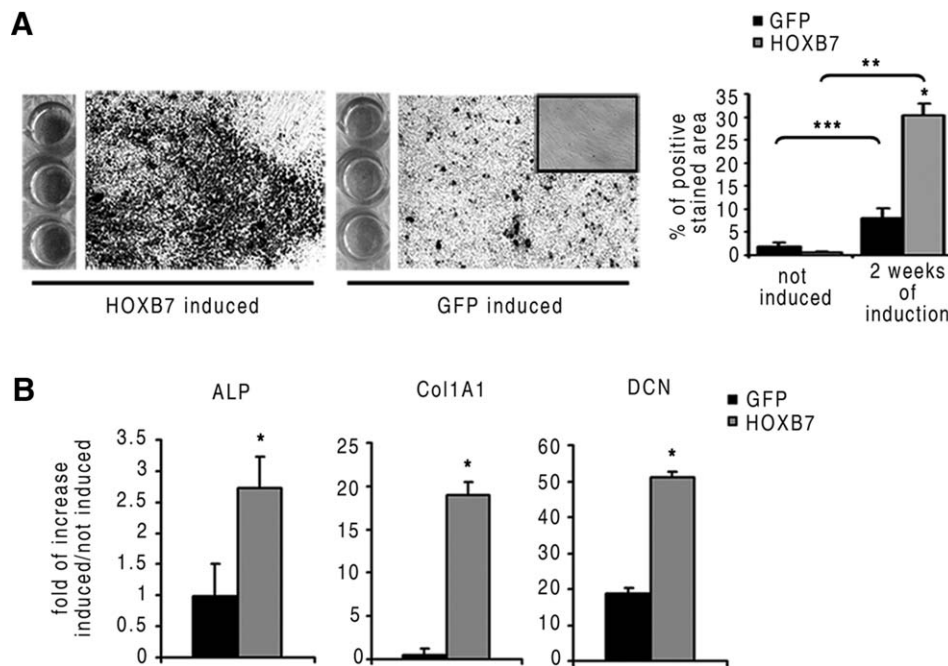 A
GFP
HOXB7
**
*
***
% of positive
stained area
35
30
25
20
15
10
5
0
not
induced
2 weeks
of
induction
HOXB7 induced
GFP induced
B
ALP
Col1A1
DCN
GFP
HOXB7
fold of increase
induced/not induced
3.5
3
2.5
2
1.5
1
0.5
0
*
25
20
15
10
5
0
*
60
50
40
30
20
10
0
*